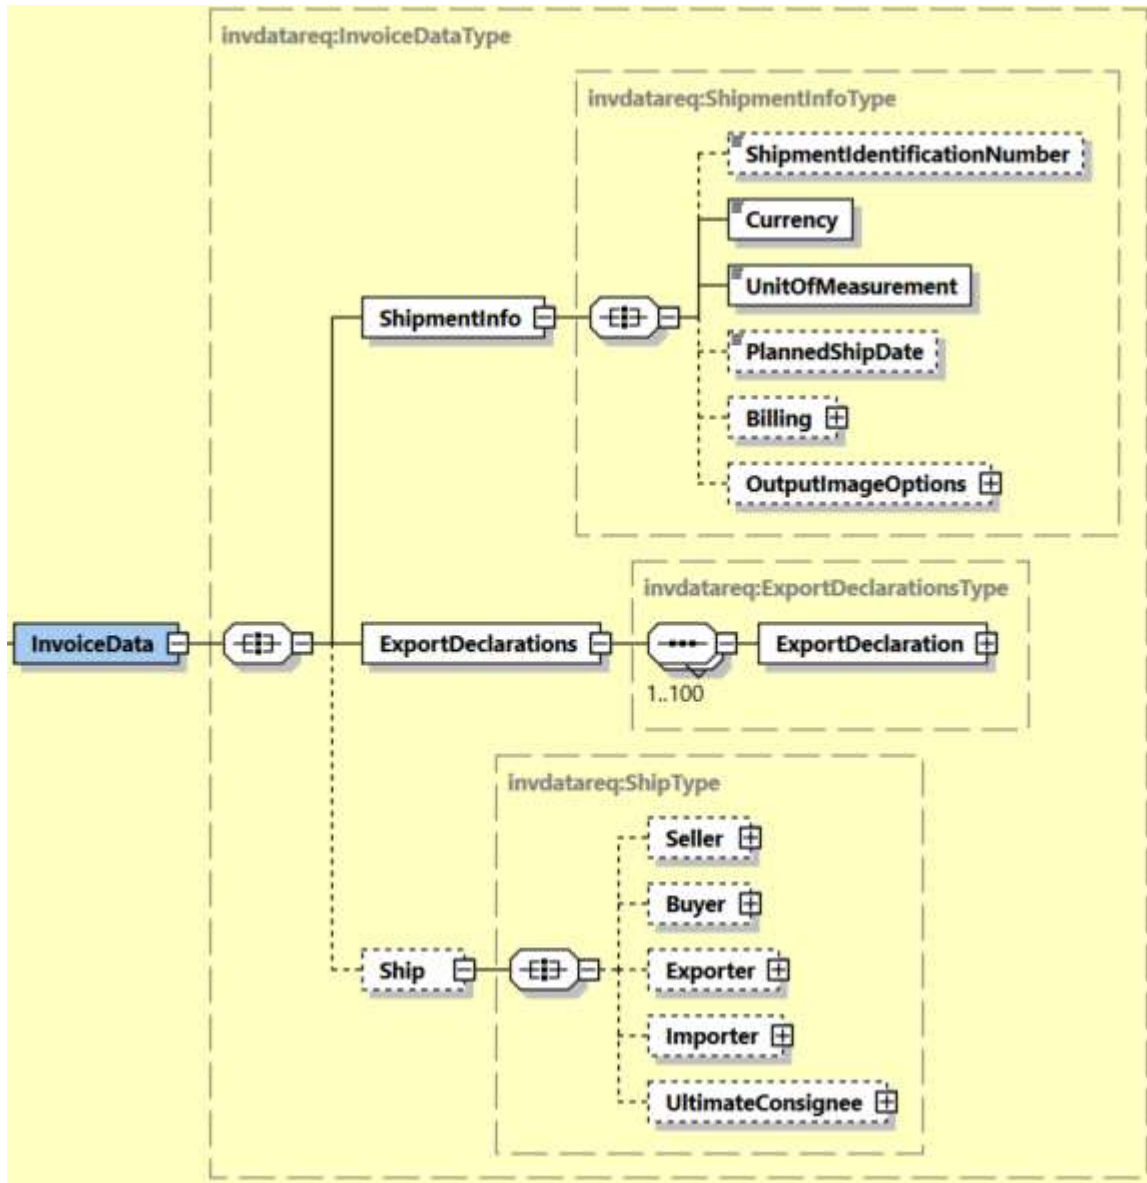 invdatareq:InvoiceDataType
invdatareq:ShipmentInfoType
ShipmentIdentificationNumber
Currency
UnitOfMeasurement
ShipmentInfo
PlannedShipDate
Billing
OutputImageOptions
invdatareq:ExportDeclarationsType
InvoiceData
ExportDeclarations
ExportDeclaration
1..100
invdatareq:ShipType
Seller
Buyer
Ship
Exporter
Importer
UltimateConsignee